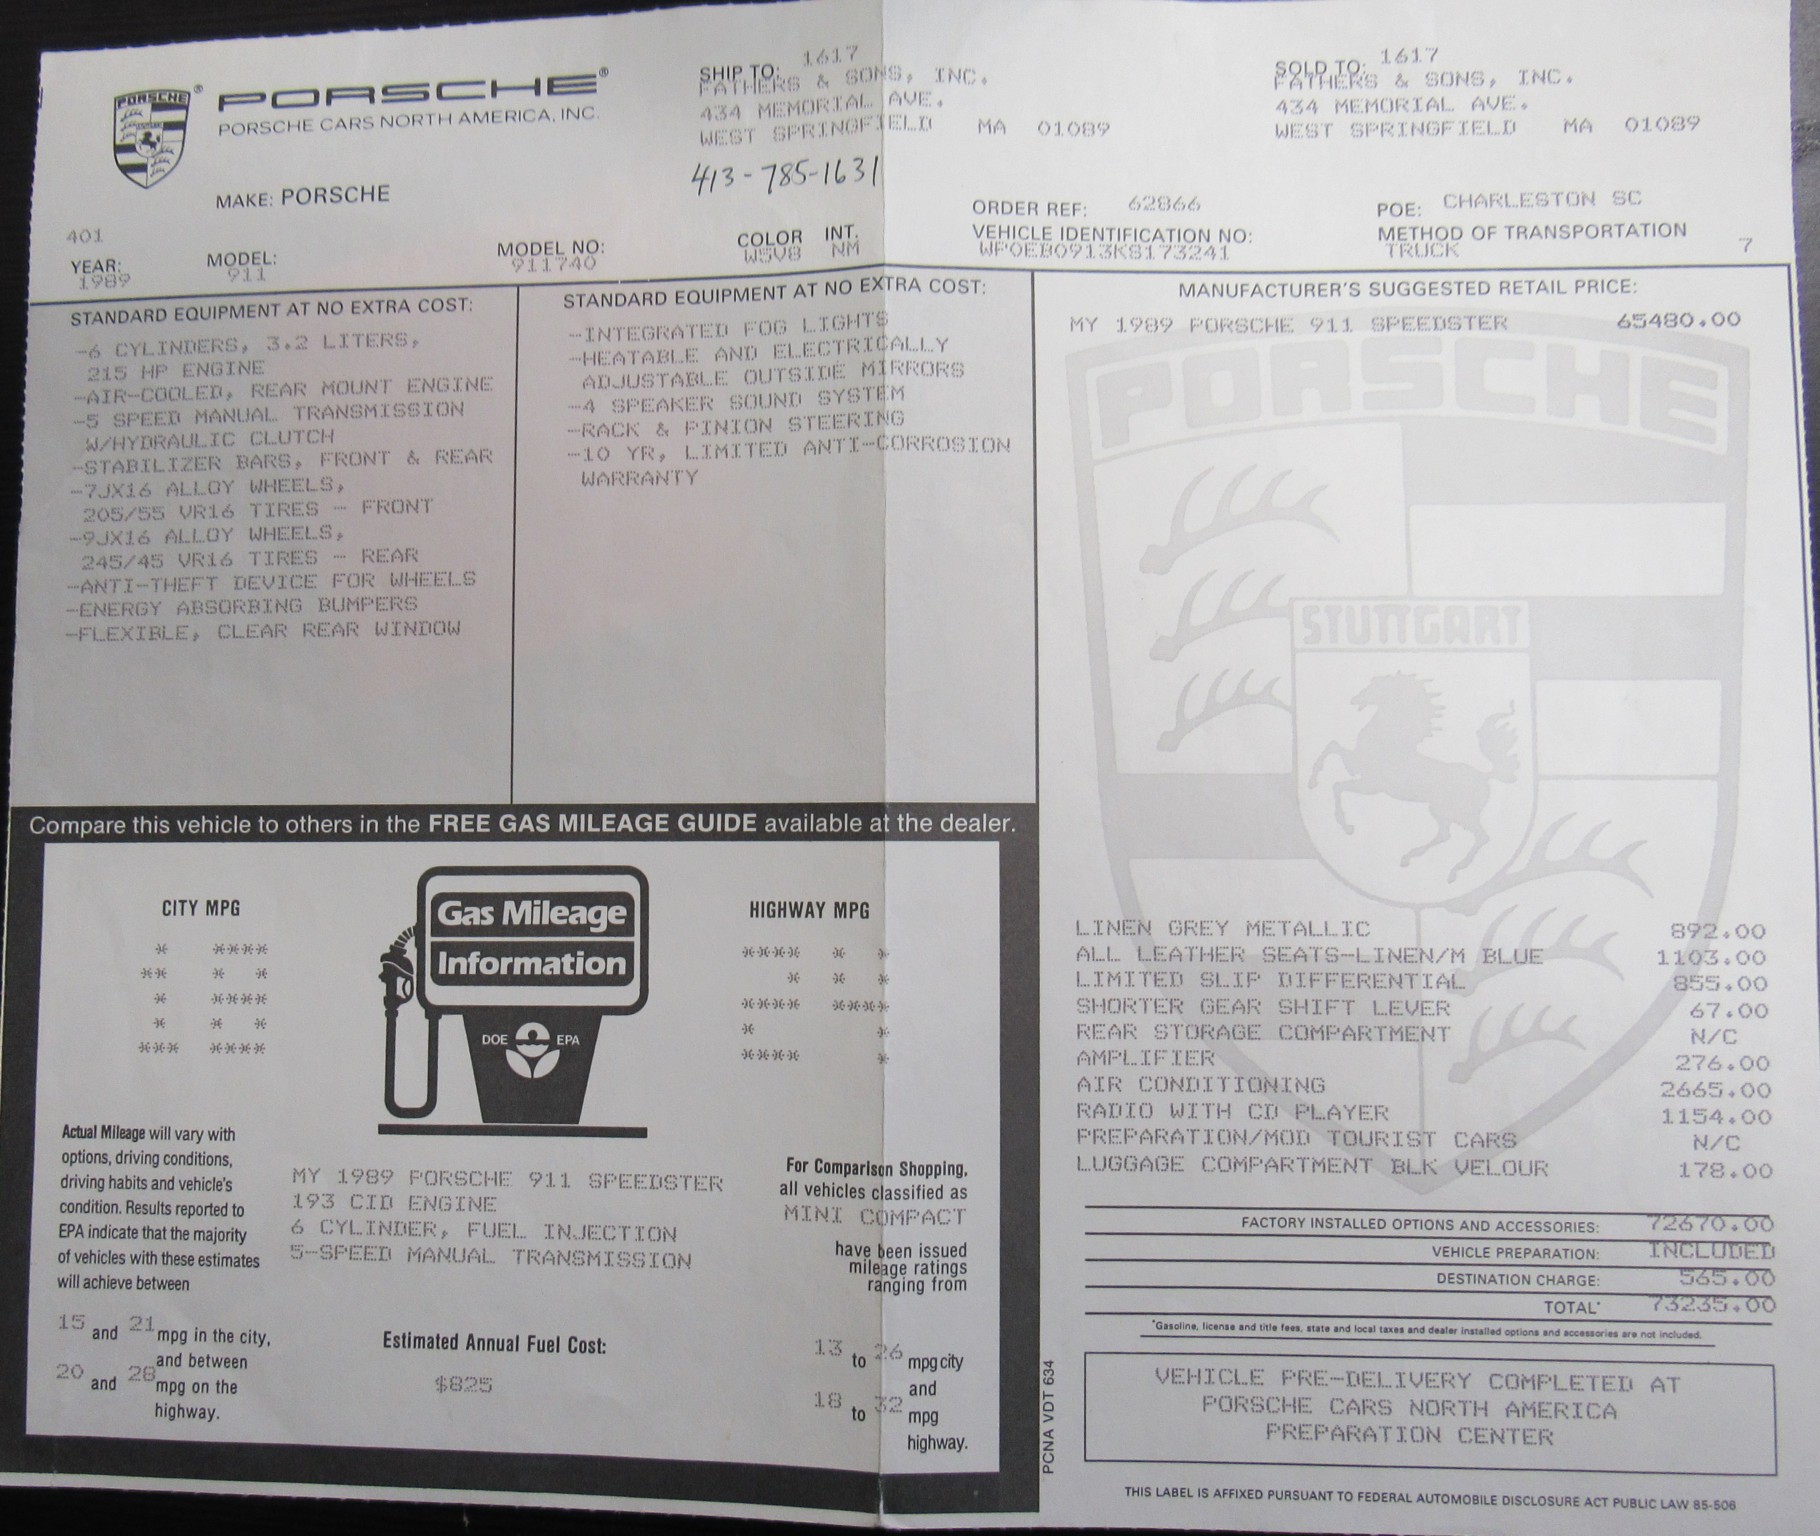 PORSCHE®
PORSCHE CARS NORTH AMERICA, INC.
PORSCHE ®
STUTTGART
SHIP TO: 1617
FATHERS & SONS, INC.
434 MEMORIAL AVE.
WEST SPRINGFIELD MA 01089
413-785-1631
SOLD TO: 1617
FATHERS & SONS, INC.
434 MEMORIAL AVE.
WEST SPRINGFIELD MA 01089
MAKE: PORSCHE
ORDER REF: 62866
POE: CHARLESTON SC
401
YEAR: 1989
MODEL: 911
MODEL NO: 911740
COLOR W5V8
INT. NM
VEHICLE IDENTIFICATION NO: WP0EB0913KS173241
METHOD OF TRANSPORTATION
TRUCK 7
STANDARD EQUIPMENT AT NO EXTRA COST:
-6 CYLINDERS, 3.2 LITERS,
215 HP ENGINE
-AIR-COOLED, REAR MOUNT ENGINE
-5 SPEED MANUAL TRANSMISSION
W/HYDRAULIC CLUTCH
-STABILIZER BARS, FRONT & REAR
-7JX16 ALLOY WHEELS,
205/55 VR16 TIRES - FRONT
-9JX16 ALLOY WHEELS,
245/45 VR16 TIRES - REAR
-ANTI-THEFT DEVICE FOR WHEELS
-ENERGY ABSORBING BUMPERS
-FLEXIBLE, CLEAR REAR WINDOW
STANDARD EQUIPMENT AT NO EXTRA COST:
-INTEGRATED FOG LIGHTS
-HEATABLE AND ELECTRICALLY
ADJUSTABLE OUTSIDE MIRRORS
-4 SPEAKER SOUND SYSTEM
-RACK & PINION STEERING
-10 YR, LIMITED ANTI-CORROSION
WARRANTY
MANUFACTURER'S SUGGESTED RETAIL PRICE:
MY 1989 PORSCHE 911 SPEEDSTER 65480.00
PORSCHE
STUTTGART
LINEN GREY METALLIC 892.00
ALL LEATHER SEATS-LINEN/M BLUE 1103.00
LIMITED SLIP DIFFERENTIAL 855.00
SHORTER GEAR SHIFT LEVER 67.00
REAR STORAGE COMPARTMENT N/C
AMPLIFIER 276.00
AIR CONDITIONING 2665.00
RADIO WITH CD PLAYER 1154.00
PREPARATION/MOD TOURIST CARS N/C
LUGGAGE COMPARTMENT BLK VELOUR 178.00
FACTORY INSTALLED OPTIONS AND ACCESSORIES: 72670.00
VEHICLE PREPARATION: INCLUDED
DESTINATION CHARGE: 565.00
TOTAL* 73235.00
*Gasoline, license and title fees, state and local taxes and dealer installed options and accessories are not included.
VEHICLE PRE-DELIVERY COMPLETED AT
PORSCHE CARS NORTH AMERICA
PREPARATION CENTER
THIS LABEL IS AFFIXED PURSUANT TO FEDERAL AUTOMOBILE DISCLOSURE ACT PUBLIC LAW 85-506
PCNA VDT 634
Compare this vehicle to others in the FREE GAS MILEAGE GUIDE available at the dealer.
CITY MPG
* ****
** * *
* ****
* * *
*** ****
Gas Mileage
Information
DOE EPA
HIGHWAY MPG
**** * *
* * *
**** ****
* *
**** *
Actual Mileage will vary with
options, driving conditions,
driving habits and vehicle's
condition. Results reported to
EPA indicate that the majority
of vehicles with these estimates
will achieve between
15 and 21 mpg in the city,
and between
20 and 28 mpg on the
highway.
MY 1989 PORSCHE 911 SPEEDSTER
193 CID ENGINE
6 CYLINDER, FUEL INJECTION
5-SPEED MANUAL TRANSMISSION
Estimated Annual Fuel Cost:
$825
For Comparison Shopping,
all vehicles classified as
MINI COMPACT
have been issued
mileage ratings
ranging from
13 to 26 mpg city
and
18 to 32 mpg
highway.